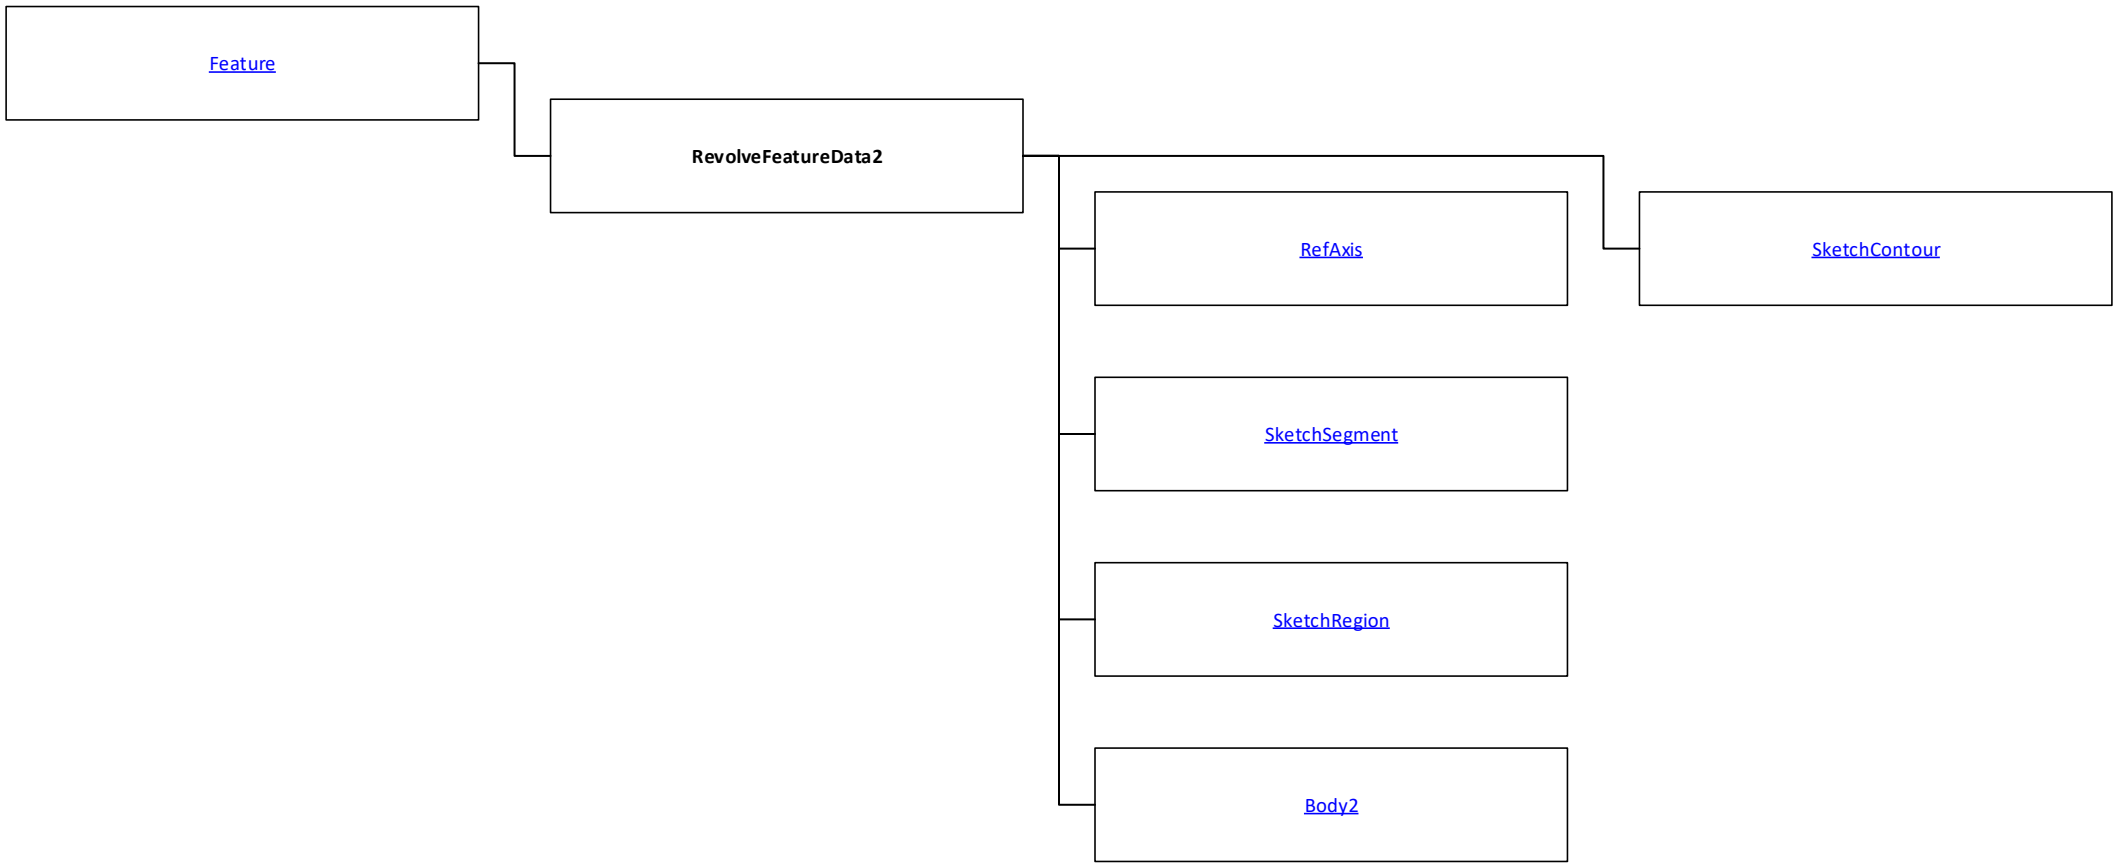 Feature
RevolveFeatureData2
RefAxis
SketchContour
SketchSegment
SketchRegion
Body2